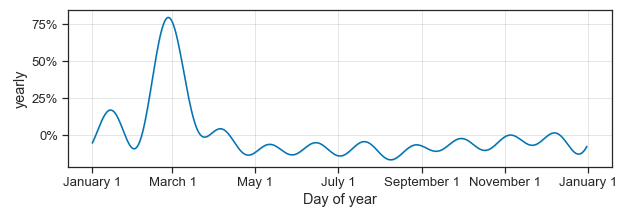 75%
50%
25%
0%
yearly
January 1 March 1 May 1 July 1 September 1 November 1 January 1
Day of year